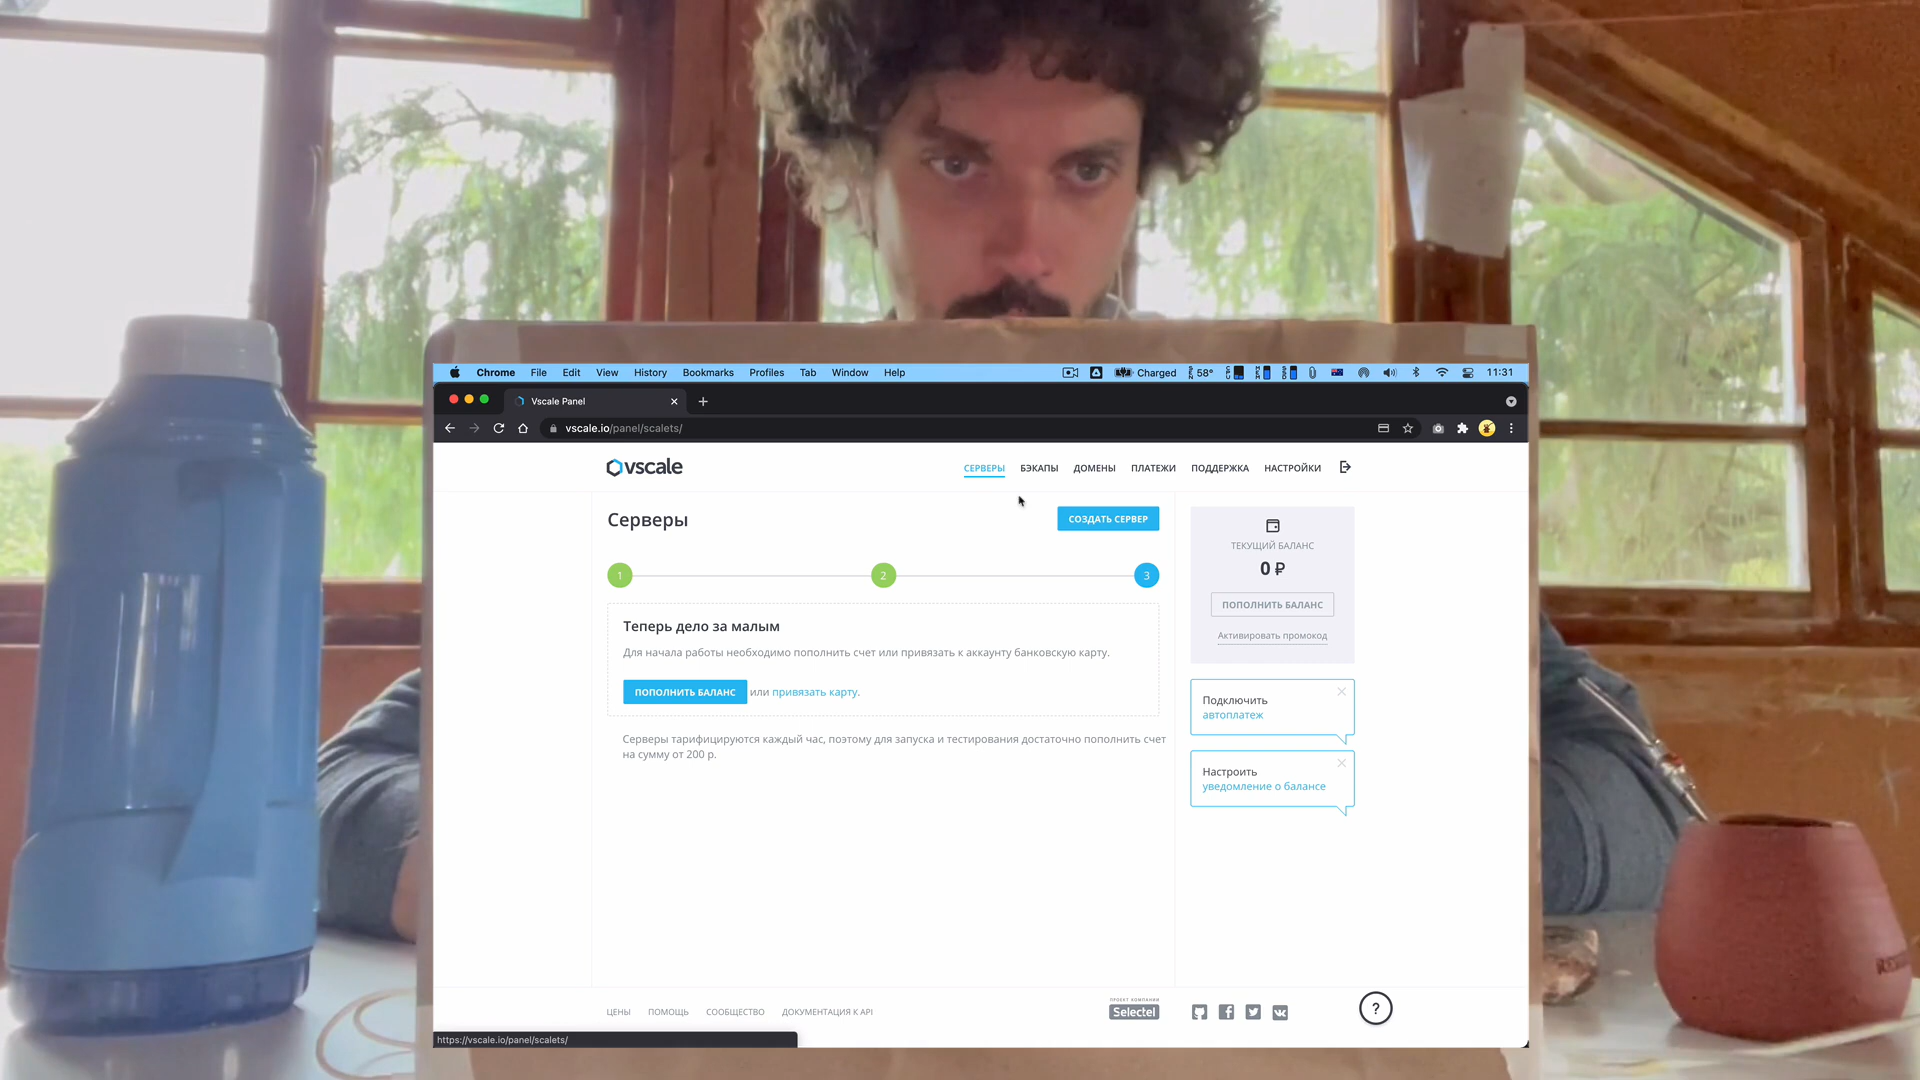 Chrome File Edit View History Bookmarks Profiles Tab Window Help Charged 58° 11:31
Vscale Panel
vscale.io/panel/scalets/
vscale СЕРВЕРЫ БЭКАПЫ ДОМЕНЫ ПЛАТЕЖИ ПОДДЕРЖКА НАСТРОЙКИ
Серверы
СОЗДАТЬ СЕРВЕР
1 2 3
Теперь дело за малым
Для начала работы необходимо пополнить счет или привязать к аккаунту банковскую карту.
ПОПОЛНИТЬ БАЛАНС или привязать карту.
Серверы тарифицируются каждый час, поэтому для запуска и тестирования достаточно пополнить счет
на сумму от 200 р.
ТЕКУЩИЙ БАЛАНС
0 ₽
ПОПОЛНИТЬ БАЛАНС
Активировать промокод
Подключить
автоплатеж
Настроить
уведомление о балансе
ЦЕНЫ ПОМОЩЬ СООБЩЕСТВО ДОКУМЕНТАЦИЯ К API
ПРОЕКТ КОМПАНИИ
Selectel
?
https://vscale.io/panel/scalets/